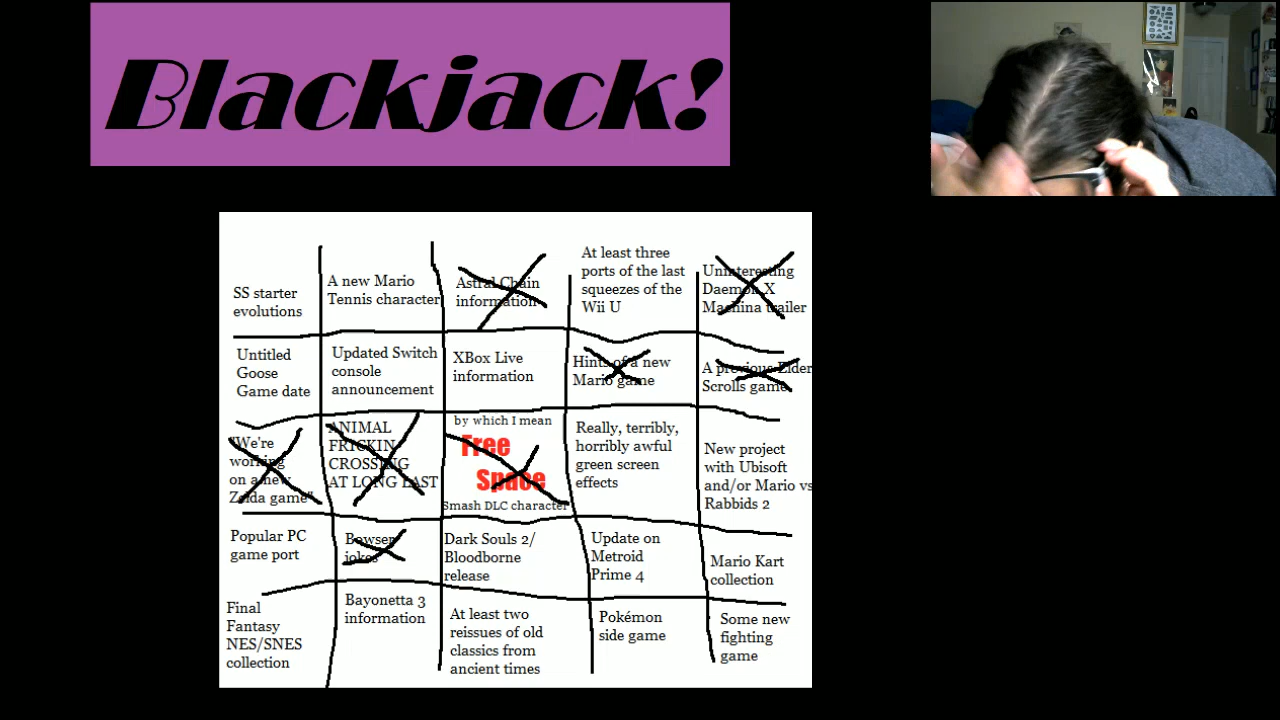 Blackjack!
SS starter
evolutions
A new Mario
Tennis character
Astral Chain
information
At least three
ports of the last
squeezes of the
Wii U
Uninteresting
Daemon X
Machina trailer
Untitled
Goose
Game date
Updated Switch
console
announcement
XBox Live
information
Hints of a new
Mario game
A previous Elder
Scrolls game
"We're
working
on a new
Zelda game"
ANIMAL
FRICKIN
CROSSING
AT LONG LAST
by which I mean
Free
Space
Smash DLC character
Really, terribly,
horribly awful
green screen
effects
New project
with Ubisoft
and/or Mario vs
Rabbids 2
Popular PC
game port
Bowser
jokes
Dark Souls 2/
Bloodborne
release
Update on
Metroid
Prime 4
Mario Kart
collection
Final
Fantasy
NES/SNES
collection
Bayonetta 3
information
At least two
reissues of old
classics from
ancient times
Pokémon
side game
Some new
fighting
game